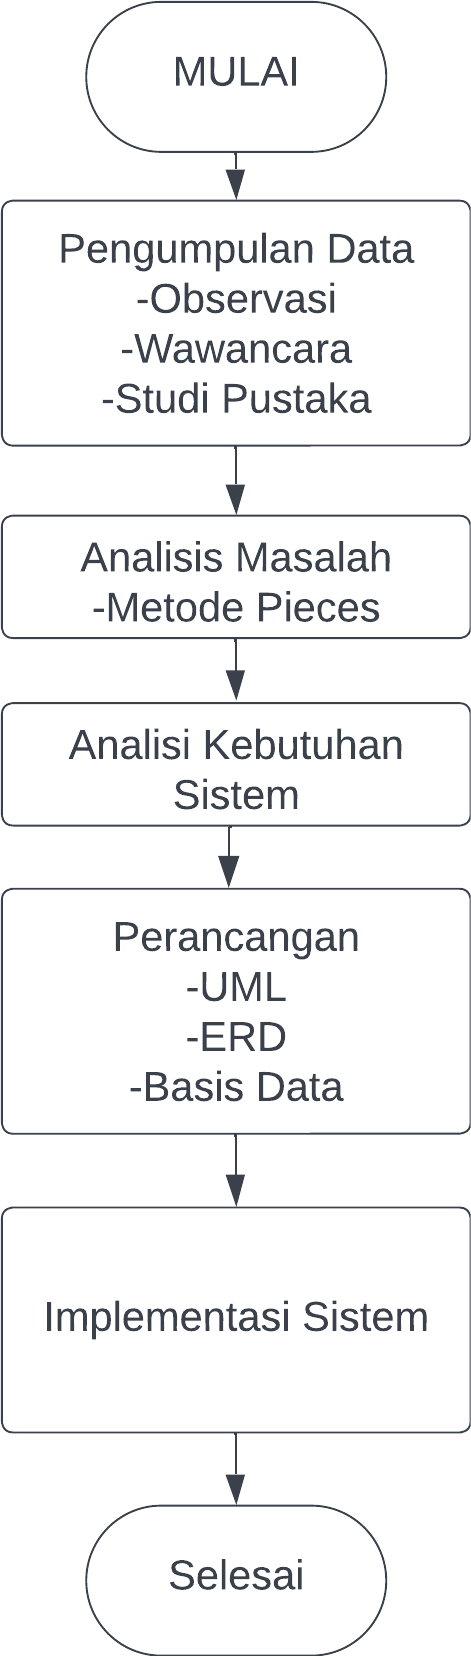 MULAI
Pengumpulan Data
-Observasi
-Wawancara
-Studi Pustaka
Analisis Masalah
-Metode Pieces
Analisi Kebutuhan
Sistem
Perancangan
-UML
-ERD
-Basis Data
Implementasi Sistem
Selesai